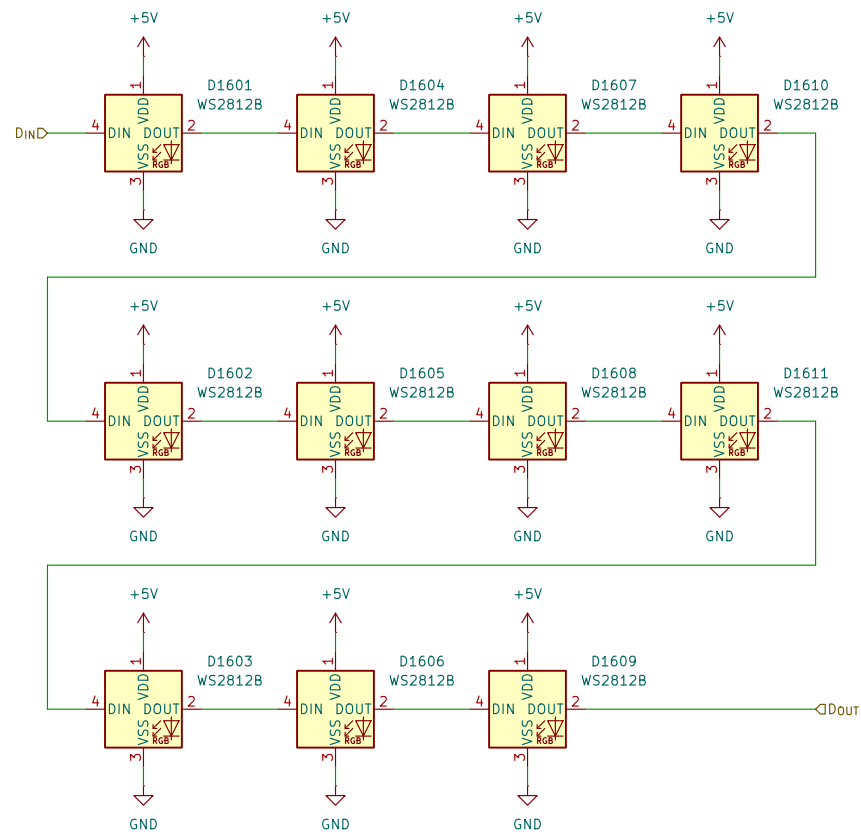 +5V +5V +5V +5V
D1601 D1604 D1607 D1610
1 1 1 1
WS2812B WS2812B WS2812B WS2812B
VDD VDD VDD VDD
DIN 4 DIN DOUT 2 4 DIN DOUT 2 4 DIN DOUT 2 4 DIN DOUT 2
VSS VSS VSS VSS
RGB RGB RGB RGB
3 3 3 3
GND GND GND GND
+5V +5V +5V +5V
D1602 D1605 D1608 D1611
1 1 1 1
WS2812B WS2812B WS2812B WS2812B
VDD VDD VDD VDD
4 DIN DOUT 2 4 DIN DOUT 2 4 DIN DOUT 2 4 DIN DOUT 2
VSS VSS VSS VSS
RGB RGB RGB RGB
3 3 3 3
GND GND GND GND
+5V +5V +5V
D1603 D1606 D1609
1 1 1
WS2812B WS2812B WS2812B
VDD VDD VDD
4 DIN DOUT 2 4 DIN DOUT 2 4 DIN DOUT 2 DOUT
VSS VSS VSS
RGB RGB RGB
3 3 3
GND GND GND